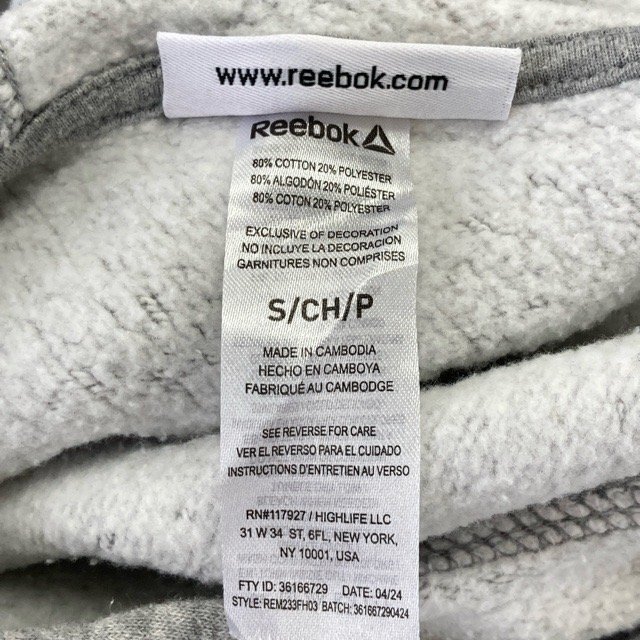 www.reebok.com
Reebok
80% COTTON 20% POLYESTER
80% ALGODÓN 20% POLIÉSTER
80% COTON 20% POLYESTER
EXCLUSIVE OF DECORATION
NO INCLUYE LA DECORACION
GARNITURES NON COMPRISES
S/CH/P
MADE IN CAMBODIA
HECHO EN CAMBOYA
FABRIQUÉ AU CAMBODGE
SEE REVERSE FOR CARE
VER EL REVERSO PARA EL CUIDADO
INSTRUCTIONS D'ENTRETIEN AU VERSO
RN#117927 / HIGHLIFE LLC
31 W 34 ST, 6FL, NEW YORK,
NY 10001, USA
FTY ID: 36166729 DATE: 04/24
STYLE: REM233FH03 BATCH: 361667290424